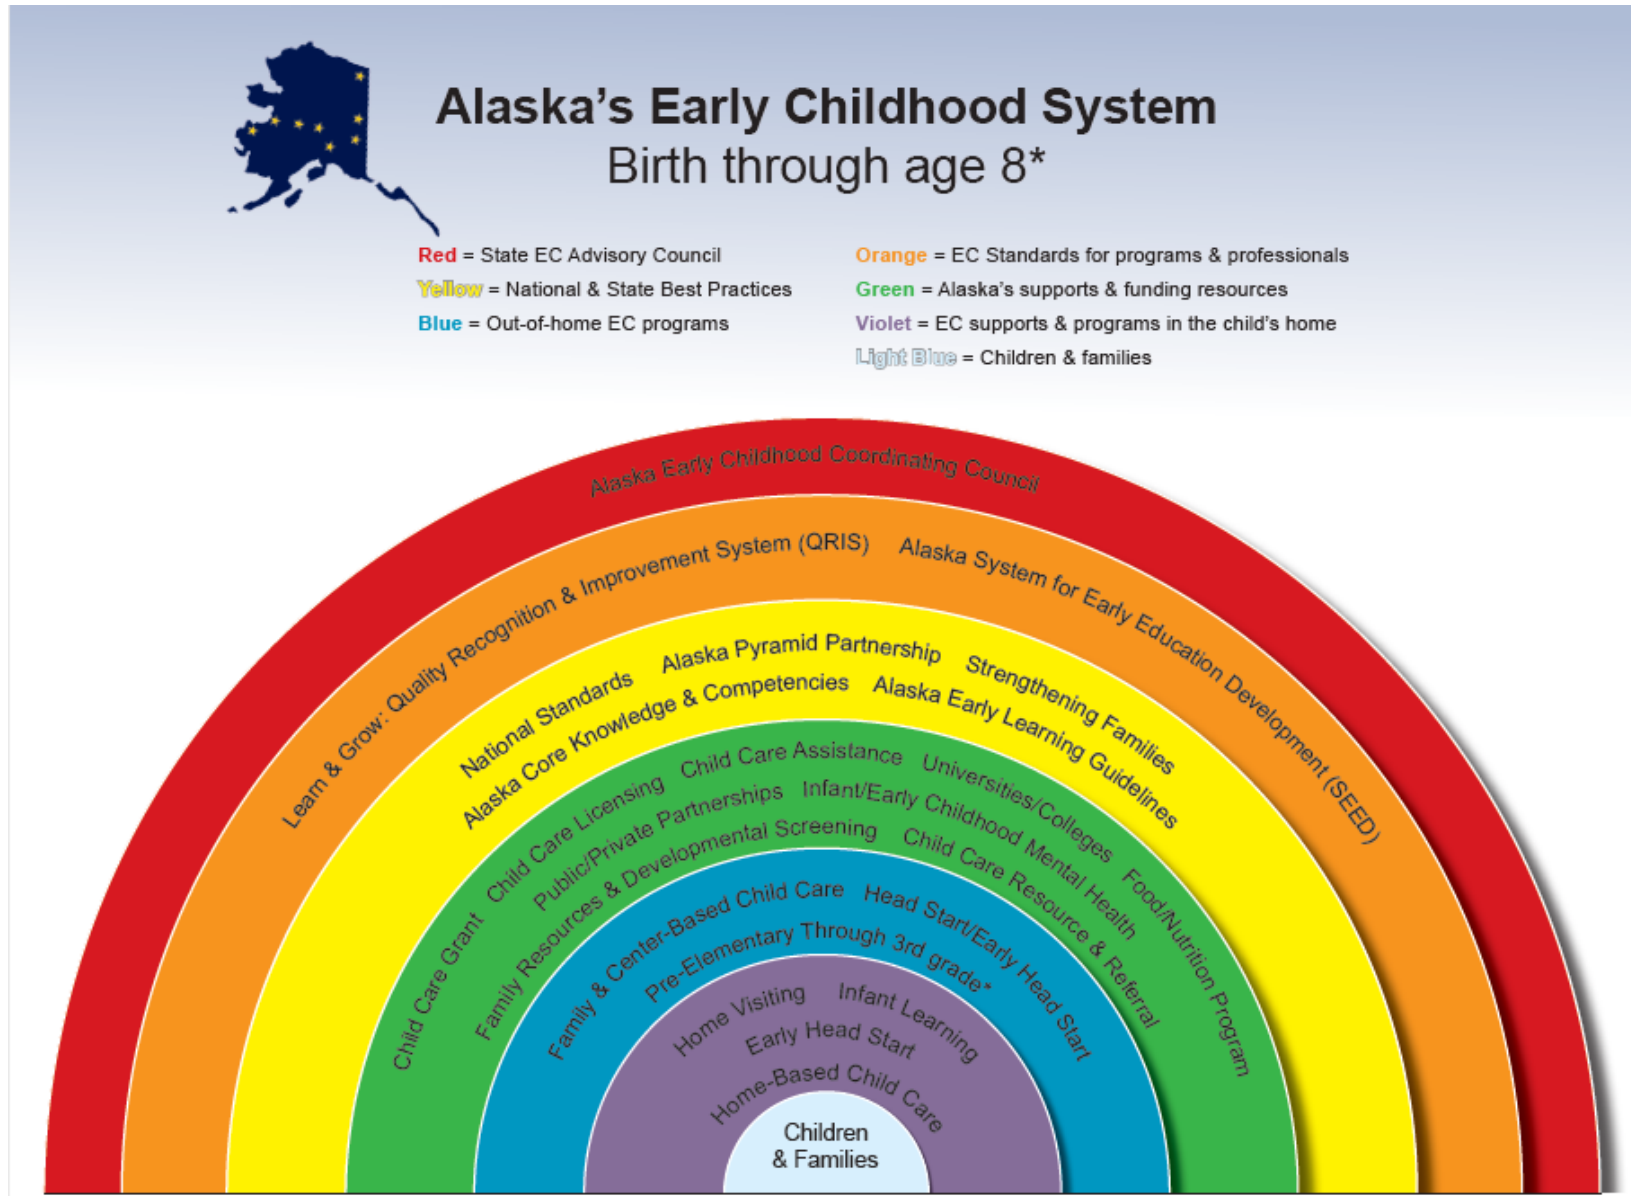 Alaska's Early Childhood System
Birth through age 8*
Red = State EC Advisory Council
Orange = EC Standards for programs & professionals
Yellow = National & State Best Practices
Green = Alaska's supports & funding resources
Blue = Out-of-home EC programs
Violet = EC supports & programs in the child's home
Light Blue = Children & families
Alaska Early Childhood Coordinating Council
Learn & Grow: Quality Recognition & Improvement System (QRIS) Alaska System for Early Education Development (SEED)
National Standards Alaska Pyramid Partnership Strengthening Families
Alaska Core Knowledge & Competencies Alaska Early Learning Guidelines
Child Care Grant Child Care Licensing Child Care Assistance Universities/Colleges Food/Nutrition Program
Public/Private Partnerships Infant/Early Childhood Mental Health
Family Resources & Developmental Screening Child Care Resource & Referral
Family & Center-Based Child Care Head Start/Early Head Start
Pre-Elementary Through 3rd grade*
Home Visiting Infant Learning
Early Head Start
Home-Based Child Care
Children
& Families